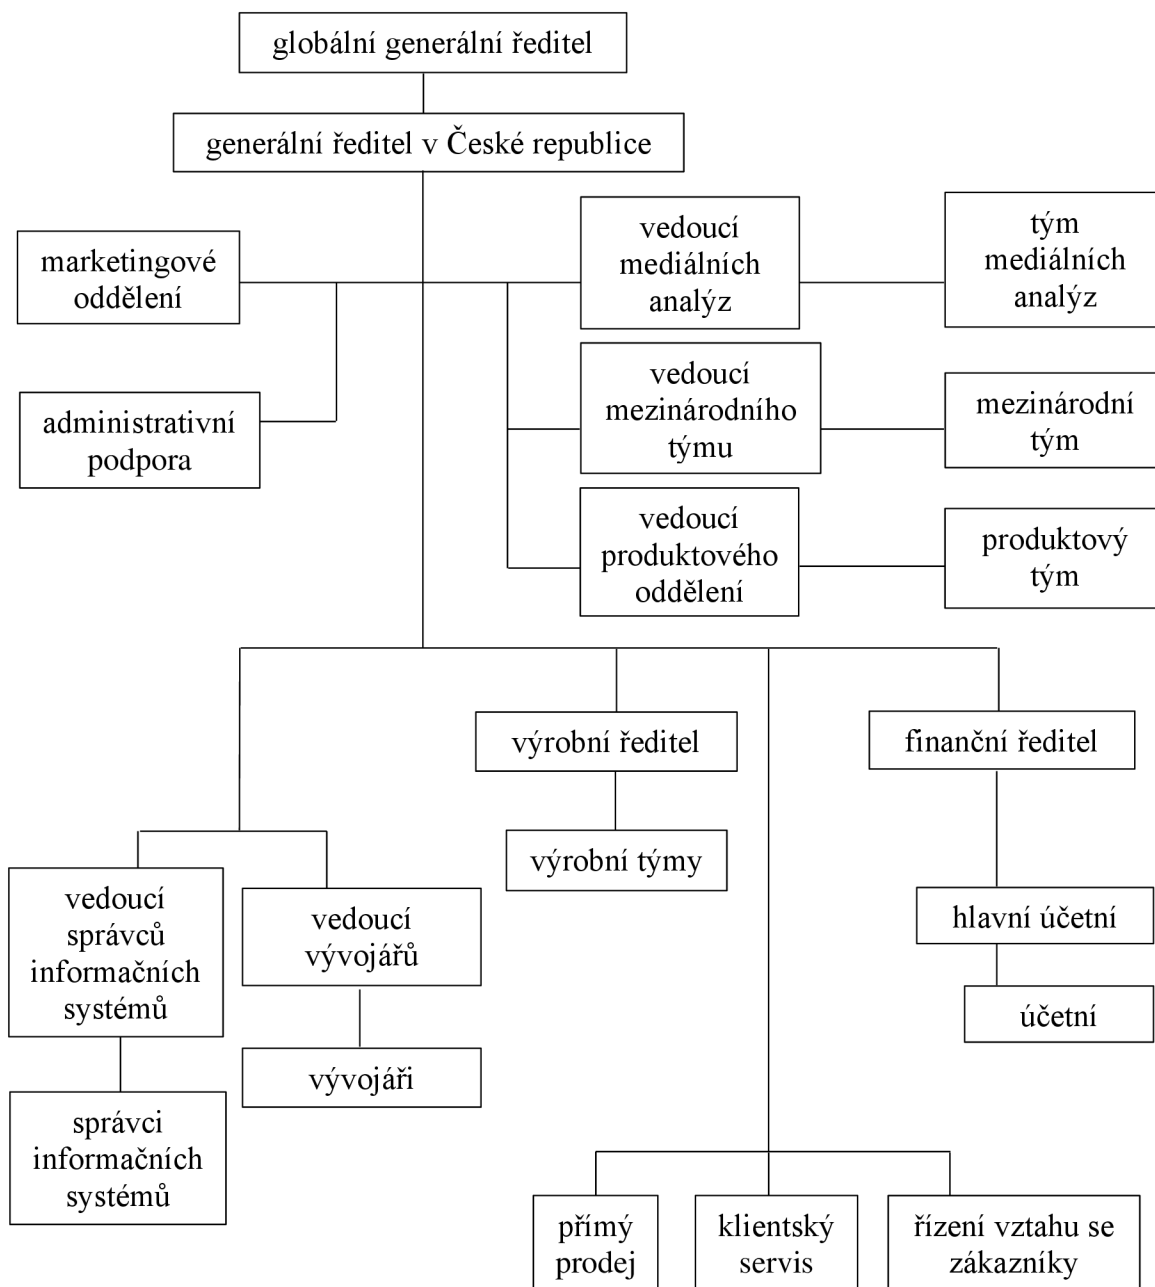 globální generální ředitel
generální ředitel v České republice
marketingové
oddělení
vedoucí
mediálních
analýz
tým
mediálních
analýz
administrativní
podpora
vedoucí
mezinárodního
týmu
mezinárodní
tým
vedoucí
produktového
oddělení
produktový
tým
výrobní ředitel
finanční ředitel
výrobní týmy
vedoucí
správců
informačních
systémů
vedoucí
vývojářů
hlavní účetní
účetní
vývojáři
správci
informačních
systémů
přímý
prodej
klientský
servis
řízení vztahu se
zákazníky